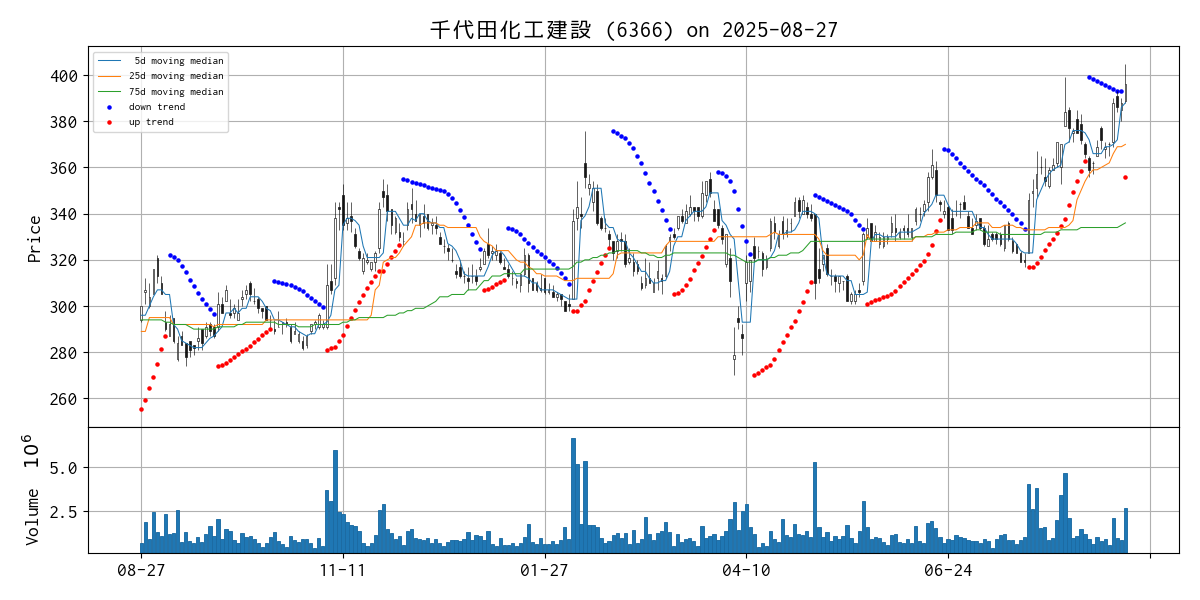 千代田化工建設 (6366) on 2025-08-27
5d moving median
25d moving median
75d moving median
down trend
up trend
Price
400
380
360
340
320
300
280
260
Volume 10^6
5.0
2.5
08-27 11-11 01-27 04-10 06-24